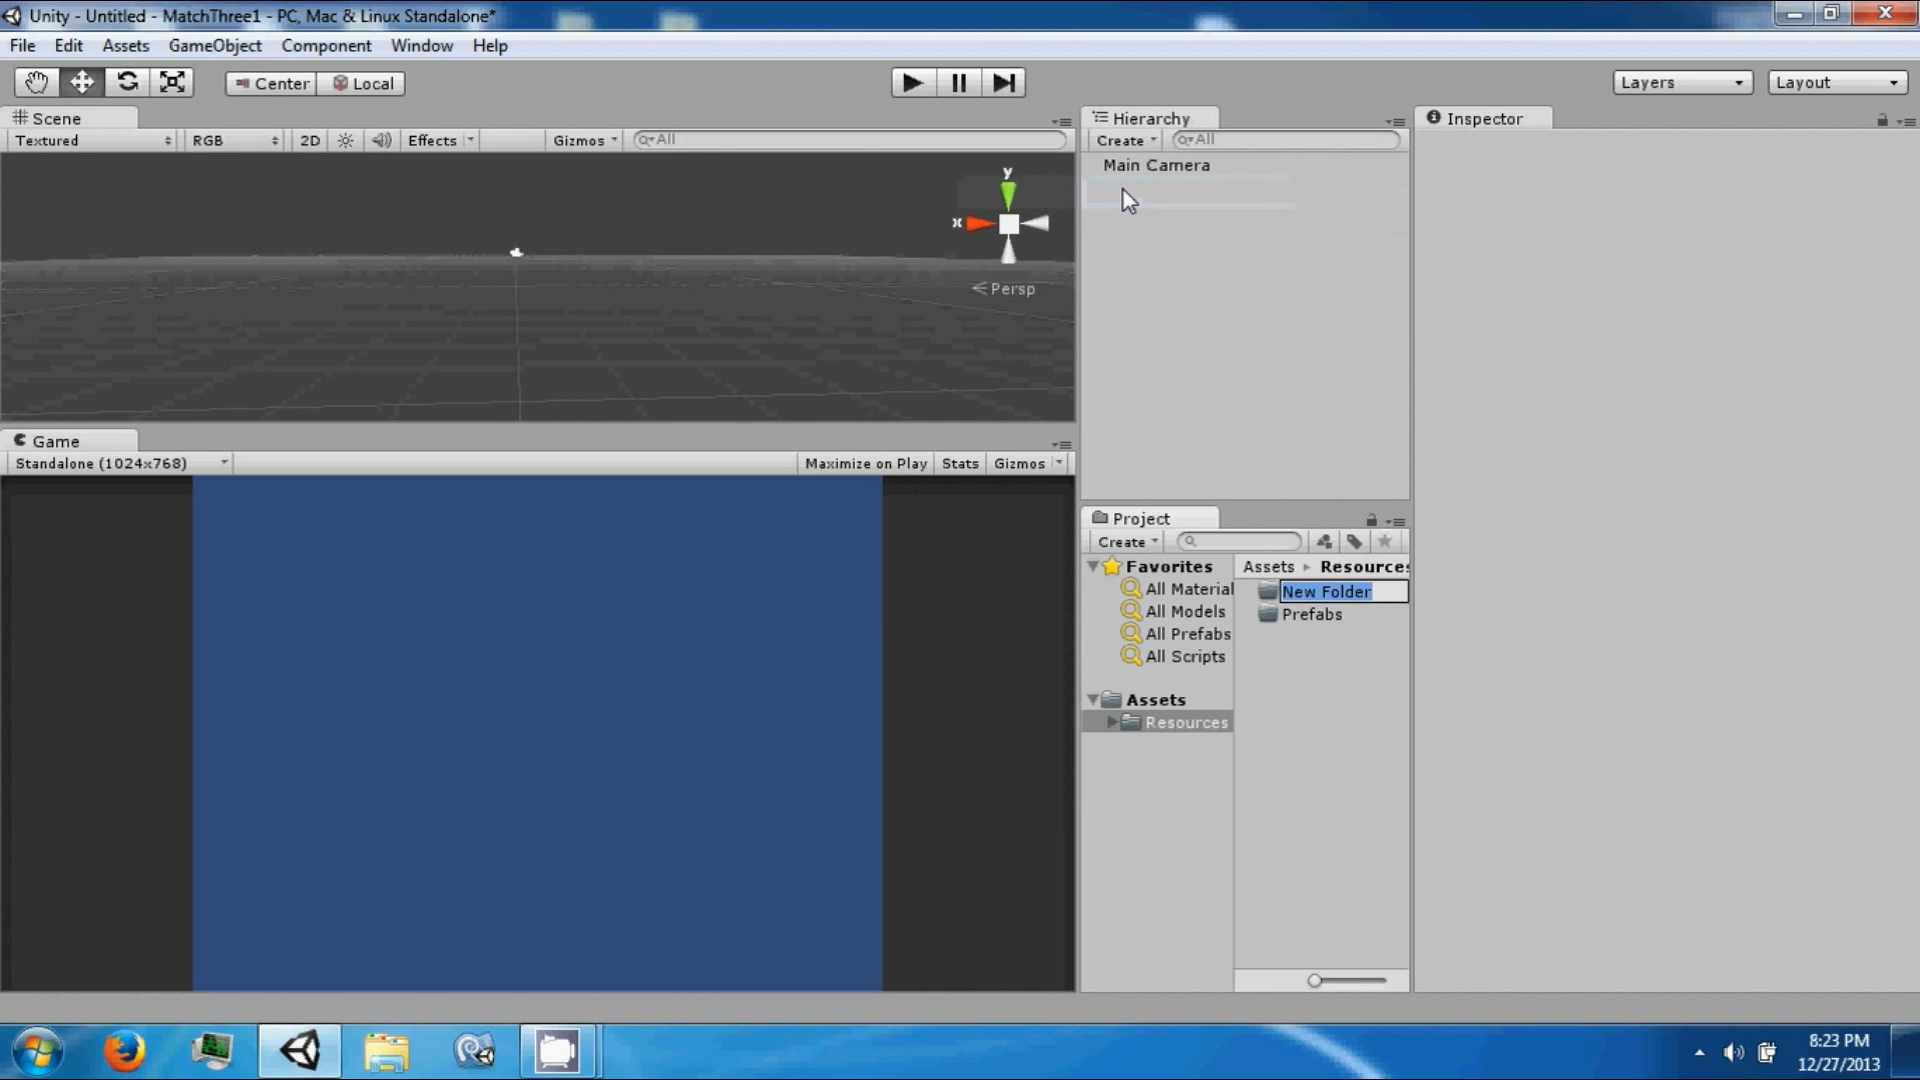 Unity - Untitled - MatchThree1 - PC, Mac & Linux Standalone*
File Edit Assets GameObject Component Window Help
Center Local Layers Layout
Scene
Textured RGB 2D Effects Gizmos All
y
x
Persp
Game
Standalone (1024x768) Maximize on Play Stats Gizmos
Hierarchy
Create All
Main Camera
Project
Create
Favorites
All Material
All Models
All Prefabs
All Scripts
Assets
Resources
Assets Resources
New Folder
Prefabs
Inspector
8:23 PM
12/27/2013